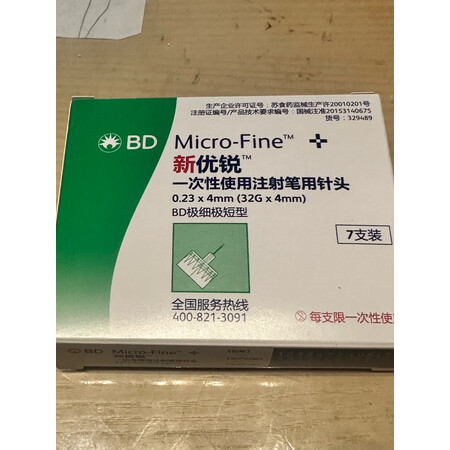 生产企业许可证号：苏食药监械生产许20010201号
注册证编号/产品技术要求编号：国械注准20153140675
货号：329489
BD Micro-Fine™ +
新优锐™
一次性使用注射笔用针头
0.23 x 4mm (32G x 4mm)
BD极细极短型
7支装
全国服务热线
400-821-3091
每支限一次性使
BD Micro-Fine™ +
新优锐™